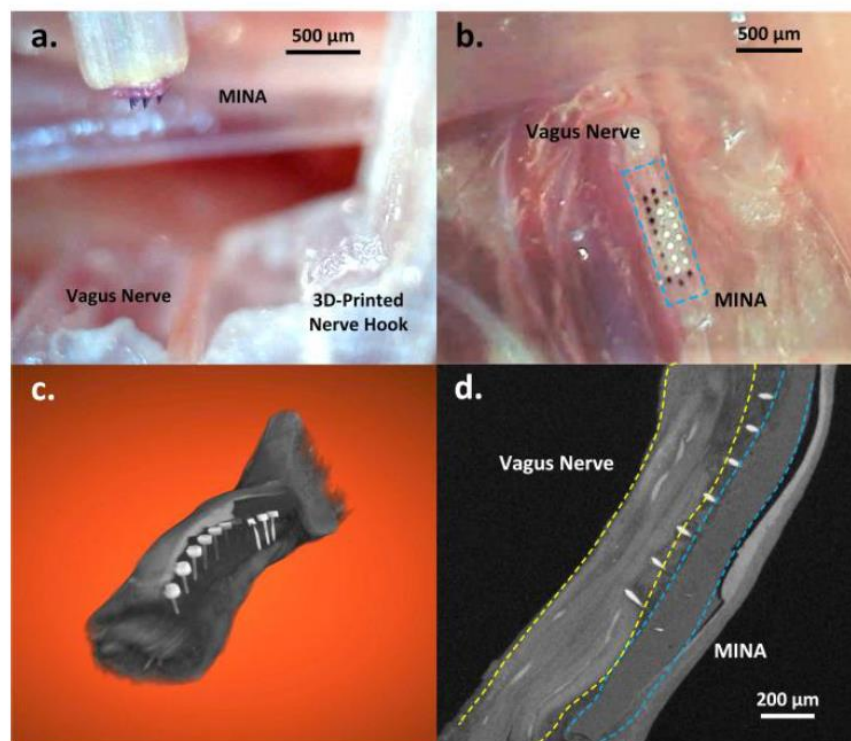 a.
500 µm
MINA
Vagus Nerve
3D-Printed
Nerve Hook
b.
500 µm
Vagus Nerve
MINA
c.
d.
Vagus Nerve
MINA
200 µm